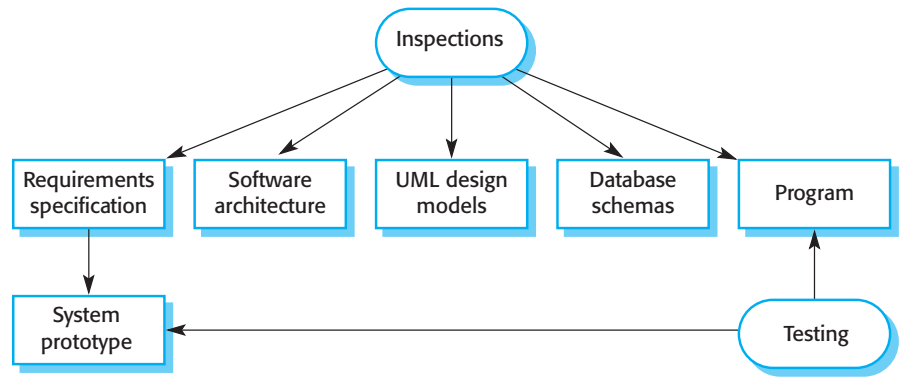 Inspections
Requirements
specification
Software
architecture
UML design
models
Database
schemas
Program
System
prototype
Testing